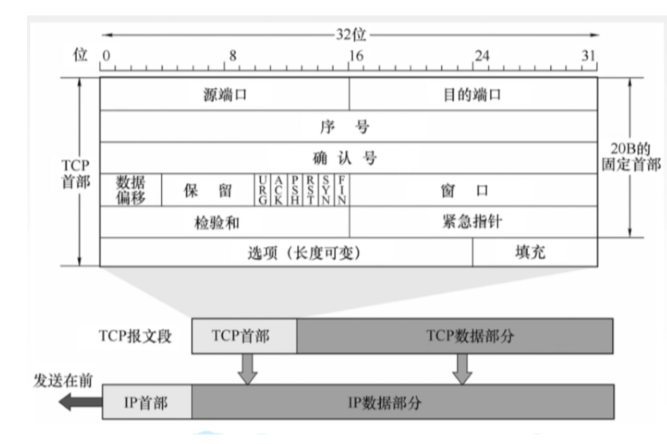 32位
位 0 8 16 24 31
源端口 目的端口
序 号
确 认 号
TCP首部
20B的固定首部
数据偏移 保 留 URG ACK PSH RST SYN FIN 窗 口
检验和 紧急指针
选项（长度可变） 填充
TCP报文段 TCP首部 TCP数据部分
发送在前
IP首部 IP数据部分